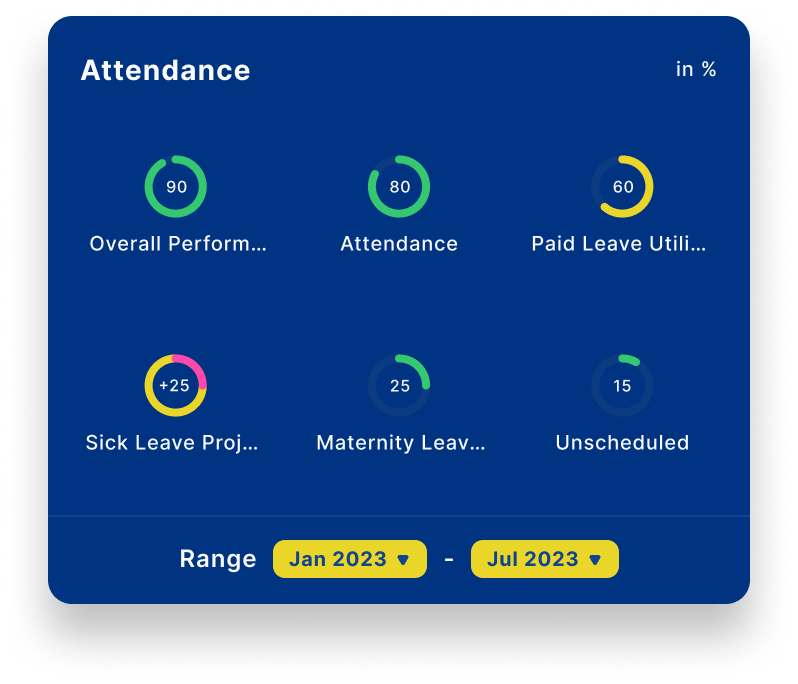 Attendance
in %
90
80
60
Overall Perform...
Attendance
Paid Leave Utili...
+25
25
15
Sick Leave Proj...
Maternity Leav...
Unscheduled
Range Jan 2023 - Jul 2023